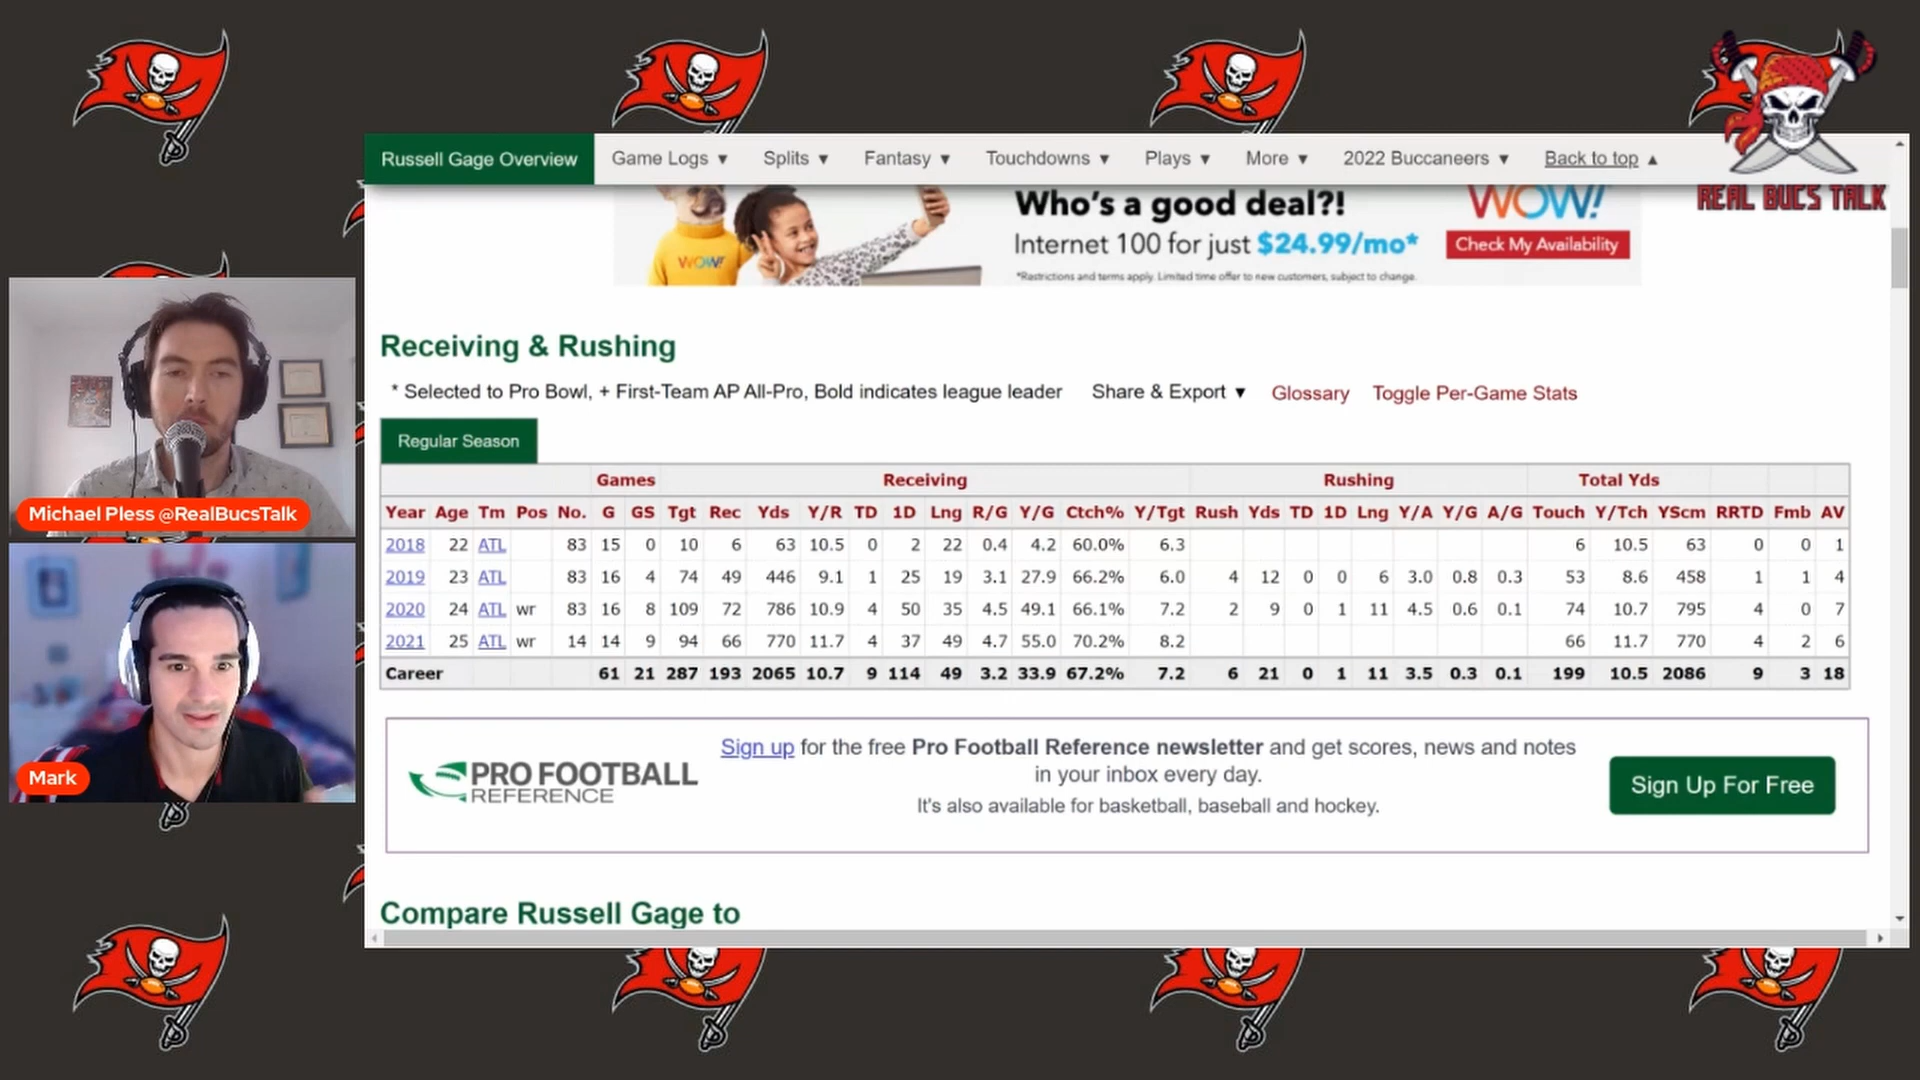 REAL BUCS TALK
Russell Gage Overview Game Logs ▼ Splits ▼ Fantasy ▼ Touchdowns ▼ Plays ▼ More ▼ 2022 Buccaneers ▼ Back to top ▲
Who's a good deal?!
Internet 100 for just $24.99/mo*
*Restrictions and terms apply. Limited time offer to new customers, subject to change.
WOW!
WOW!
Check My Availability
Receiving & Rushing
* Selected to Pro Bowl, + First-Team AP All-Pro, Bold indicates league leader Share & Export ▼ Glossary Toggle Per-Game Stats
Regular Season
Games Receiving Rushing Total Yds
Year Age Tm Pos No. G GS Tgt Rec Yds Y/R TD 1D Lng R/G Y/G Ctch% Y/Tgt Rush Yds TD 1D Lng Y/A Y/G A/G Touch Y/Tch YScm RRTD Fmb AV
2018 22 ATL 83 15 0 10 6 63 10.5 0 2 22 0.4 4.2 60.0% 6.3 6 10.5 63 0 0 1
2019 23 ATL 83 16 4 74 49 446 9.1 1 25 19 3.1 27.9 66.2% 6.0 4 12 0 0 6 3.0 0.8 0.3 53 8.6 458 1 1 4
2020 24 ATL wr 83 16 8 109 72 786 10.9 4 50 35 4.5 49.1 66.1% 7.2 2 9 0 1 11 4.5 0.6 0.1 74 10.7 795 4 0 7
2021 25 ATL wr 14 14 9 94 66 770 11.7 4 37 49 4.7 55.0 70.2% 8.2 66 11.7 770 4 2 6
Career 61 21 287 193 2065 10.7 9 114 49 3.2 33.9 67.2% 7.2 6 21 0 1 11 3.5 0.3 0.1 199 10.5 2086 9 3 18
PRO FOOTBALL
REFERENCE
Sign up for the free Pro Football Reference newsletter and get scores, news and notes
in your inbox every day.
It's also available for basketball, baseball and hockey.
Sign Up For Free
Compare Russell Gage to
Michael Pless @RealBucsTalk
Mark